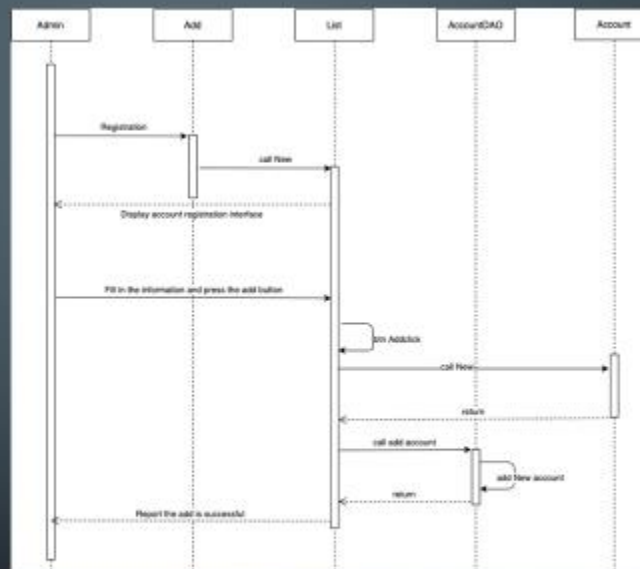 Admin
Add
List
AccountDAO
Account
Registration
call New
Display account registration interface
Fill in the information and press the add button
btn Addclick
call New
return
call add account
add New account
return
Report the add is successful